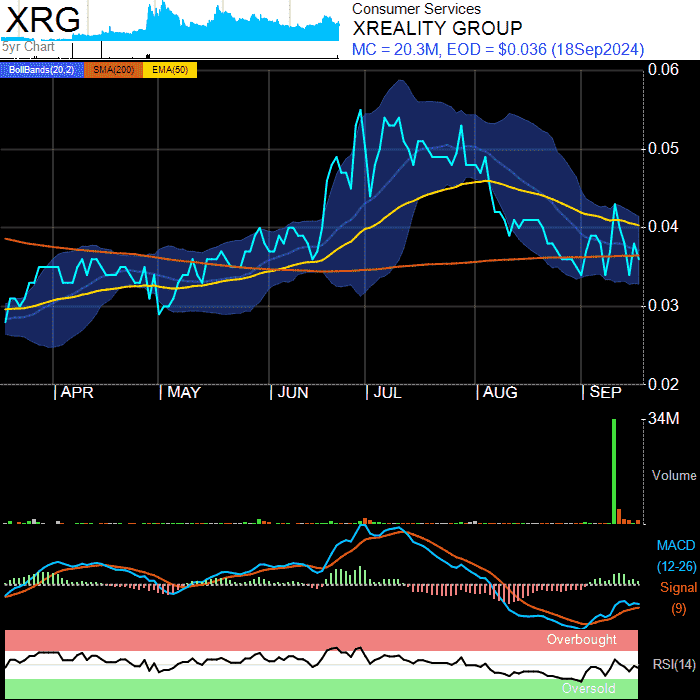 XRG
5yr Chart
Consumer Services
XREALITY GROUP
MC = 20.3M, EOD = $0.036 (18Sep2024)
BollBands(20,2) SMA(200) EMA(50)
0.06
0.05
0.04
0.03
0.02
APR MAY JUN JUL AUG SEP
34M
Volume
MACD
(12-26)
Signal
(9)
Overbought
RSI(14)
Oversold